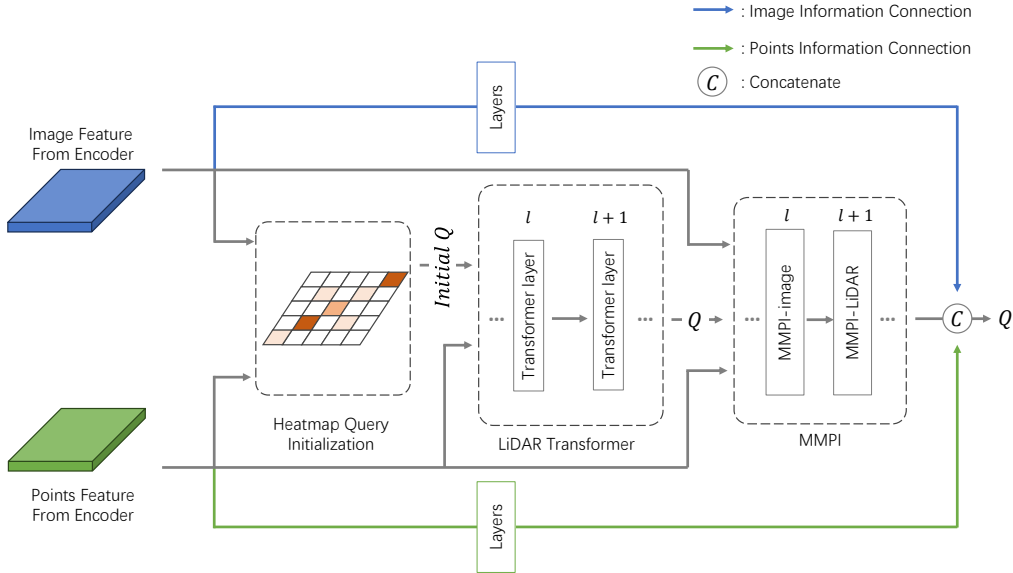 : Image Information Connection
: Points Information Connection
C : Concatenate
Layers
Image Feature
From Encoder
Heatmap Query
Initialization
Initial Q
l
l + 1
Transformer layer
Transformer layer
...
...
LiDAR Transformer
Q
l
l + 1
...
MMPI-image
MMPI-LiDAR
...
MMPI
C
Q
Points Feature
From Encoder
Layers